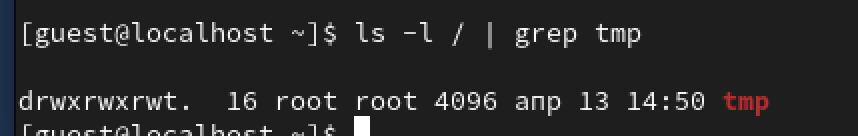 [guest@localhost ~]$ ls -l / | grep tmp
drwxrwxrwt.  16 root root 4096 апр 13 14:50 tmp
[guest@localhost ~]$